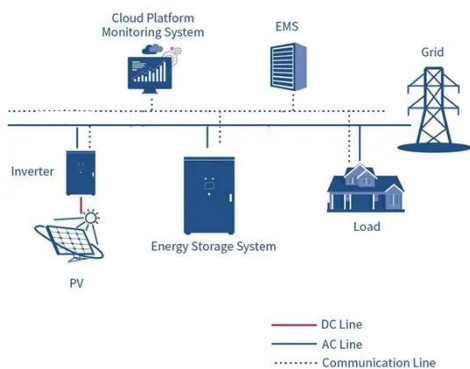 Cloud Platform
Monitoring System
EMS
Grid
Inverter
PV
Energy Storage System
Load
DC Line
AC Line
Communication Line